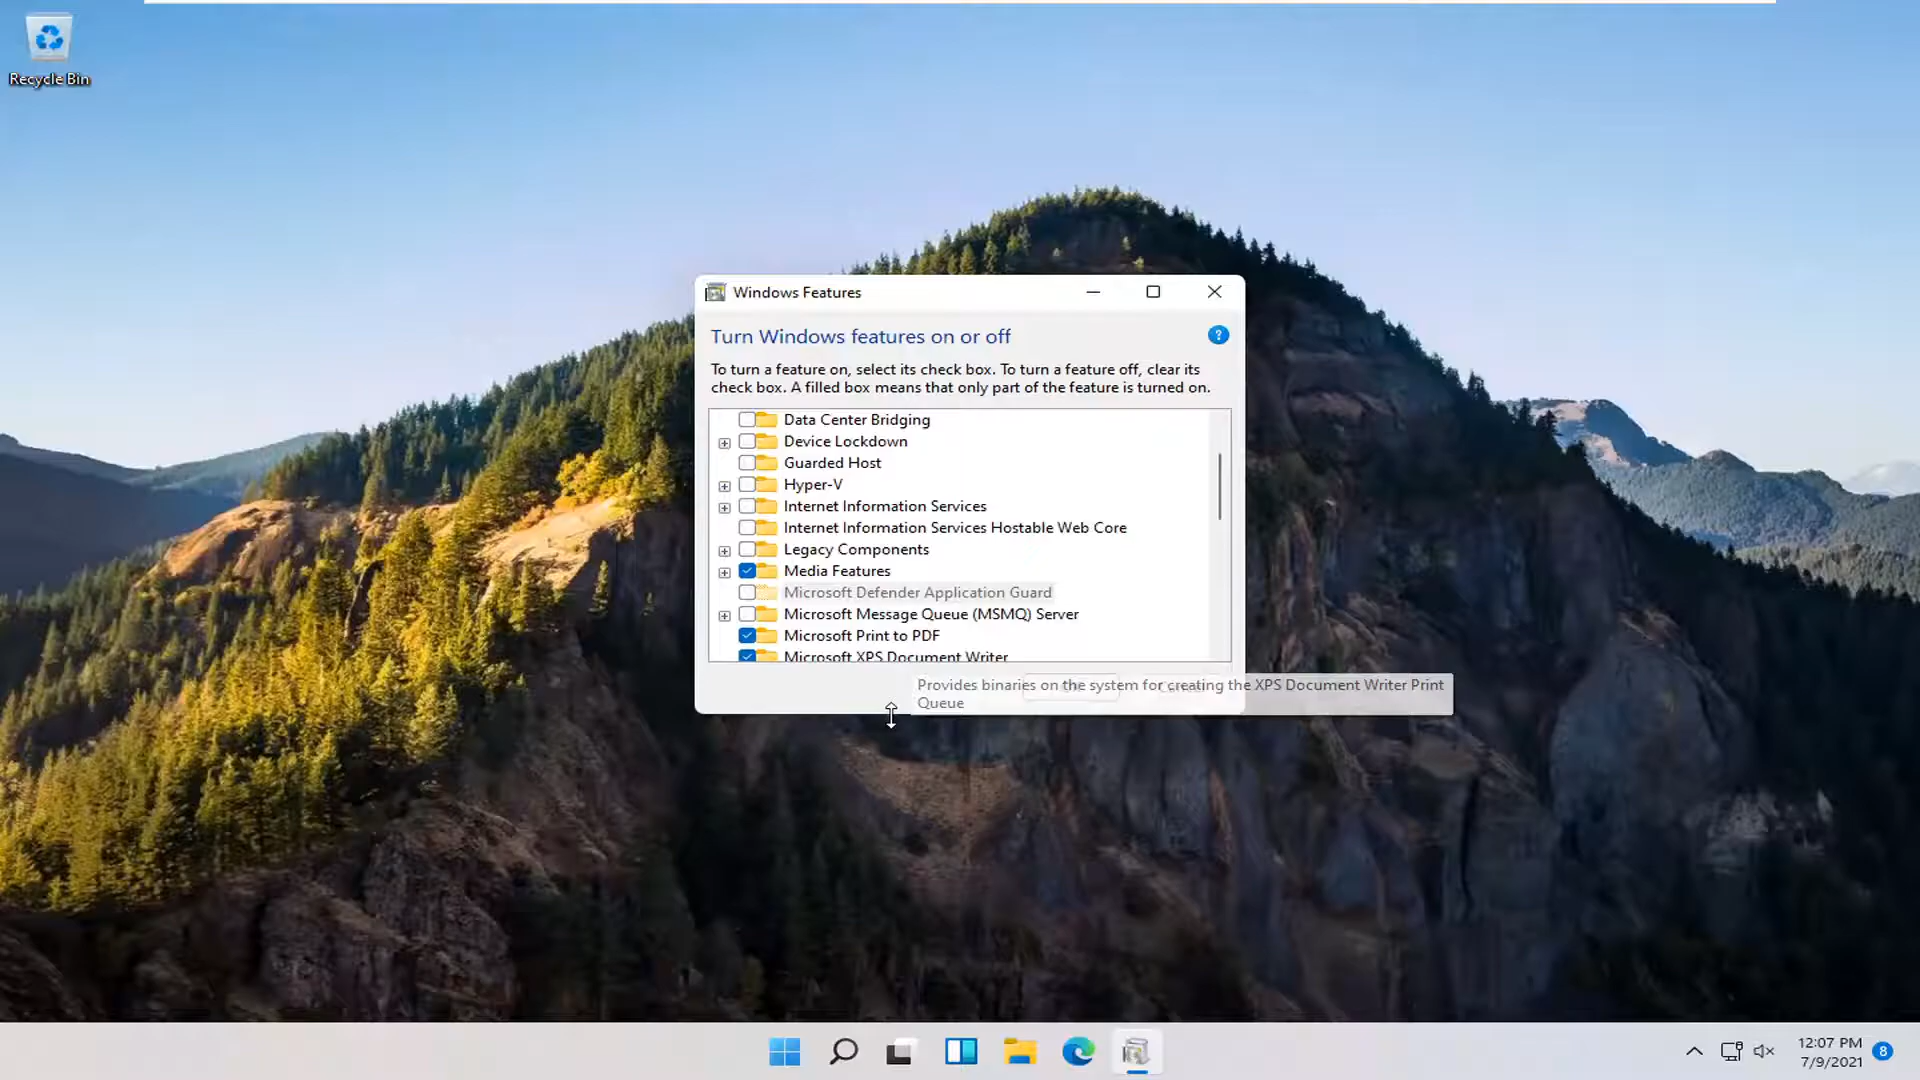 Recycle Bin
Windows Features
Turn Windows features on or off
?
To turn a feature on, select its check box. To turn a feature off, clear its
check box. A filled box means that only part of the feature is turned on.
Data Center Bridging
Device Lockdown
Guarded Host
Hyper-V
Internet Information Services
Internet Information Services Hostable Web Core
Legacy Components
Media Features
Microsoft Defender Application Guard
Microsoft Message Queue (MSMQ) Server
Microsoft Print to PDF
Microsoft XPS Document Writer
Provides binaries on the system for creating the XPS Document Writer Print
Queue
12:07 PM
7/9/2021
8